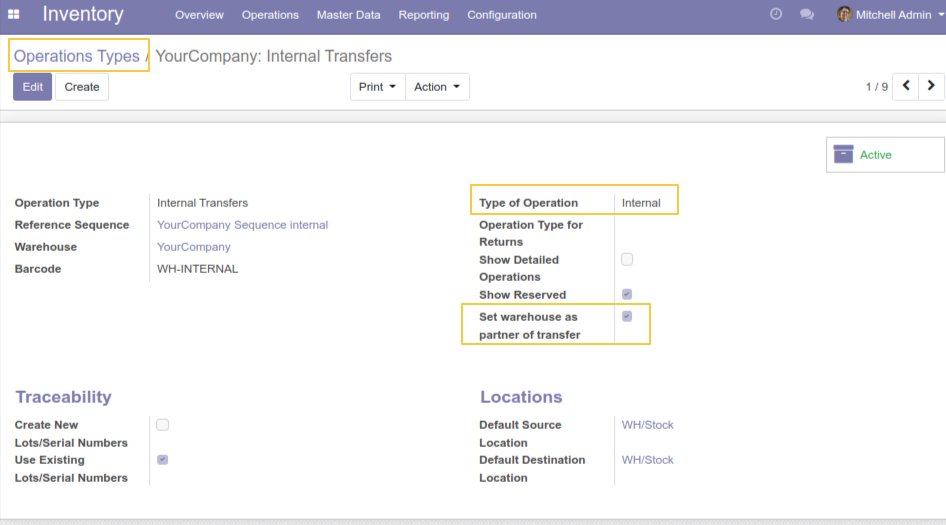 Inventory Overview Operations Master Data Reporting Configuration Mitchell Admin
Operations Types / YourCompany: Internal Transfers
Edit Create Print Action 1 / 9
Active
Operation Type Internal Transfers
Reference Sequence YourCompany Sequence internal
Warehouse YourCompany
Barcode WH-INTERNAL
Type of Operation Internal
Operation Type for
Returns
Show Detailed
Operations
Show Reserved
Set warehouse as
partner of transfer
Traceability
Create New
Lots/Serial Numbers
Use Existing
Lots/Serial Numbers
Locations
Default Source WH/Stock
Location
Default Destination WH/Stock
Location